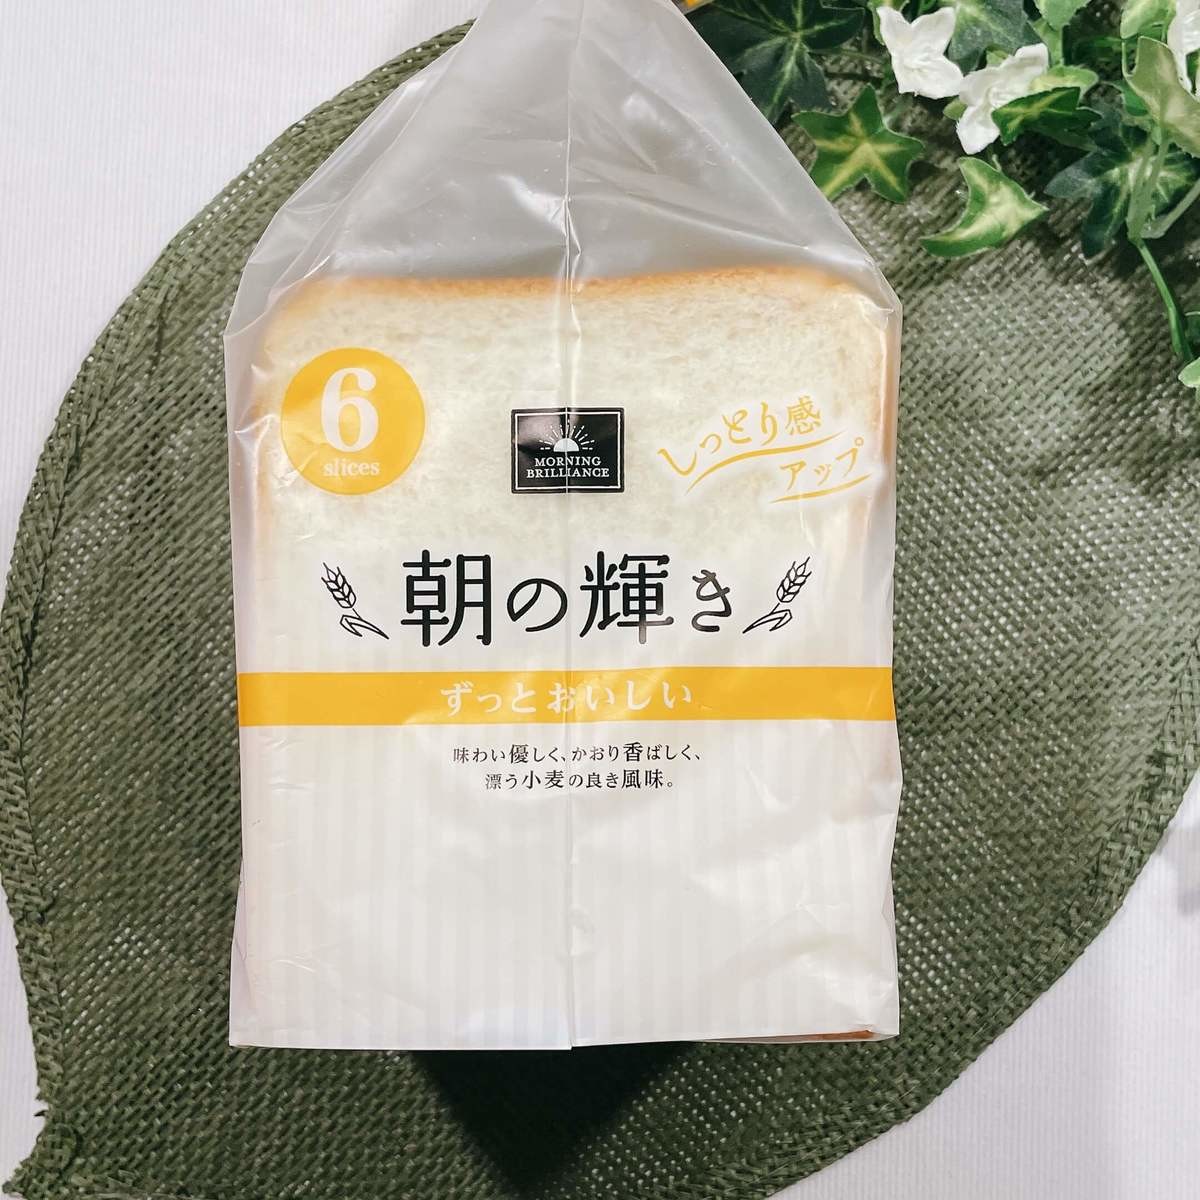 6
slices
MORNING
BRILLIANCE
しっとり感
アップ
朝の輝き
ずっとおいしい
味わい優しく、かおり香ばしく、
漂う小麦の良き風味。